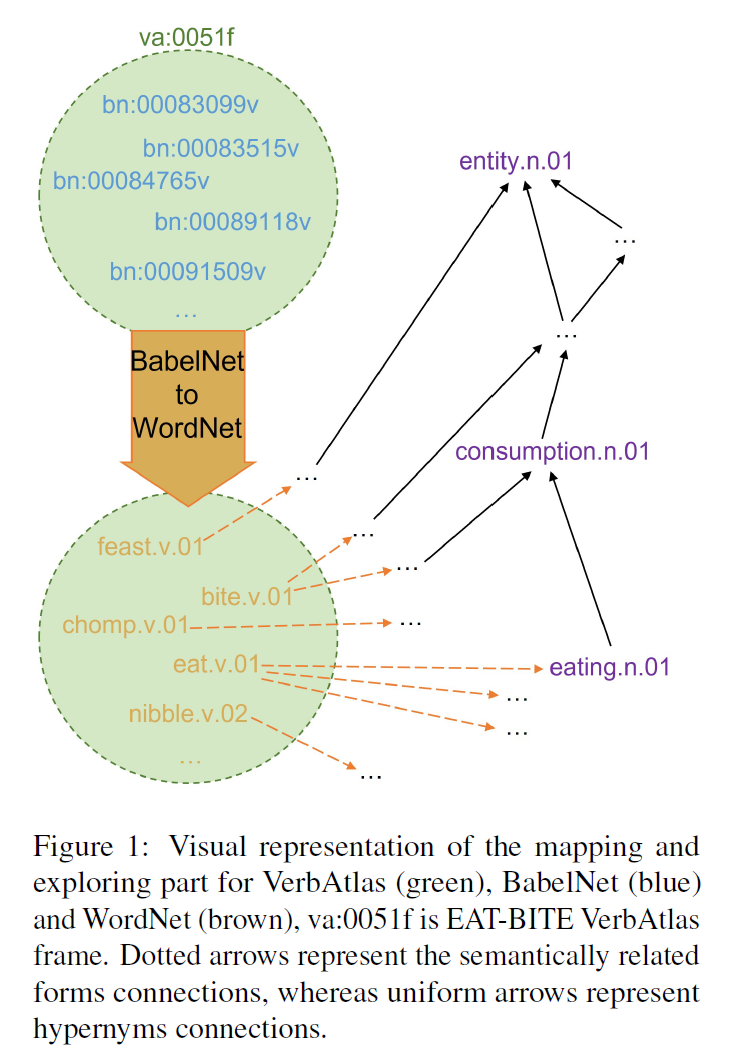 va:0051f
bn:00083099v
bn:00083515v
bn:00084765v
bn:00089118v
bn:00091509v
...
BabelNet
to
WordNet
entity.n.01
...
...
consumption.n.01
...
feast.v.01
...
bite.v.01
...
chomp.v.01
...
eat.v.01
eating.n.01
...
nibble.v.02
...
...
...
Figure 1: Visual representation of the mapping and
exploring part for VerbAtlas (green), BabelNet (blue)
and WordNet (brown), va:0051f is EAT-BITE VerbAtlas
frame. Dotted arrows represent the semantically related
forms connections, whereas uniform arrows represent
hypernyms connections.